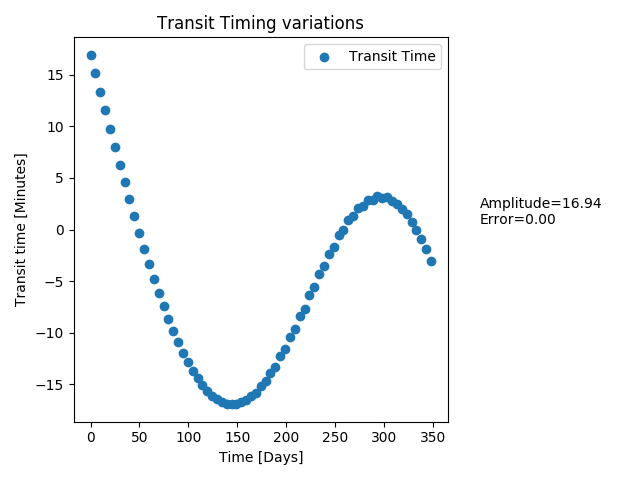 Transit Timing variations
Transit Time
Transit time [Minutes]
15
10
5
0
−5
−10
−15
0 50 100 150 200 250 300 350
Time [Days]
Amplitude=16.94
Error=0.00